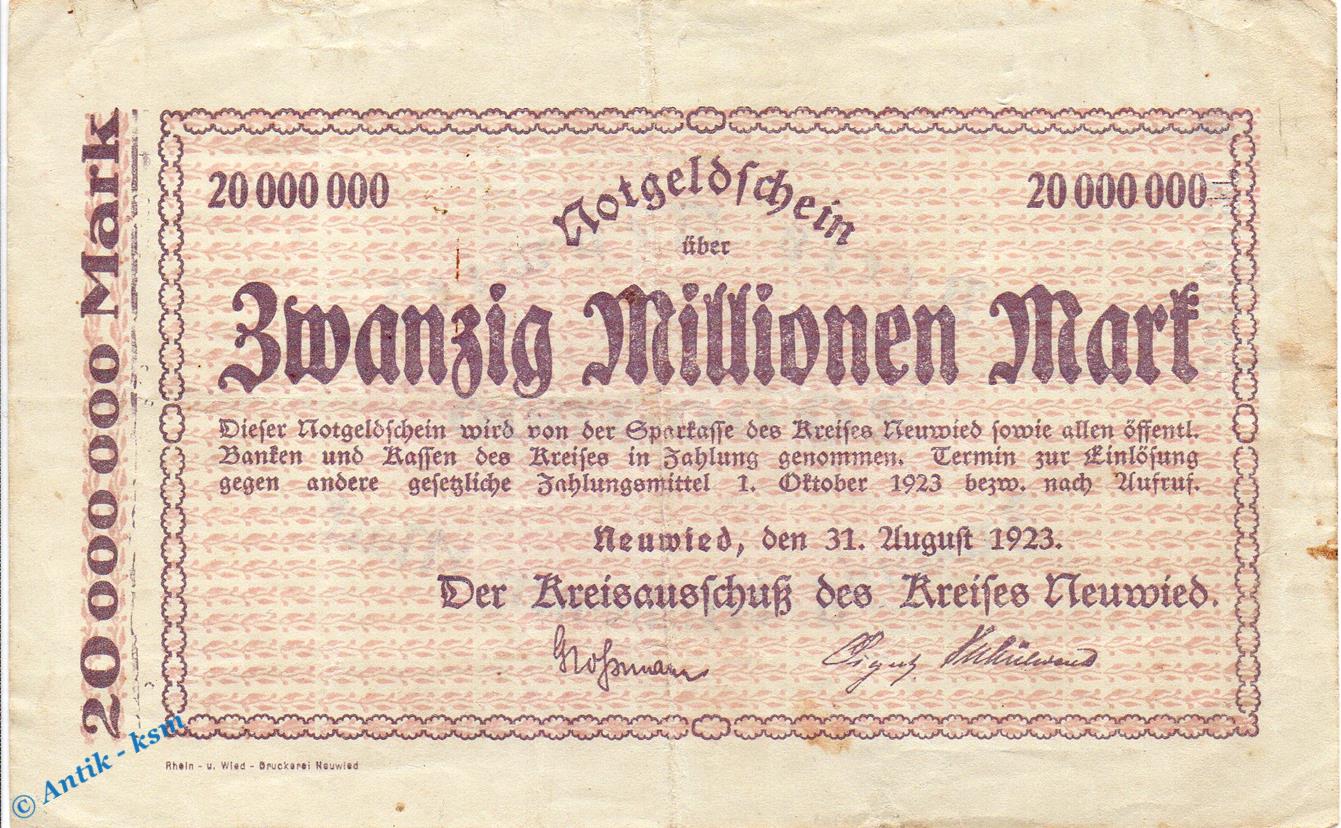 20 000 000 Mark
20 000 000
Notgeldschein
20 000 000
über
Zwanzig Millionen Mark
Dieser Notgeldschein wird von der Sparkasse des Kreises Neuwied sowie allen öffentl.
Banken und Kassen des Kreises in Zahlung genommen. Termin zur Einlösung
gegen andere gesetzliche Zahlungsmittel 1. Oktober 1923 bezw. nach Aufruf.
Neuwied, den 31. August 1923.
Der Kreisausschuß des Kreises Neuwied.
Rhein - u. Wied - Druckerei Neuwied
© Antik - ksm